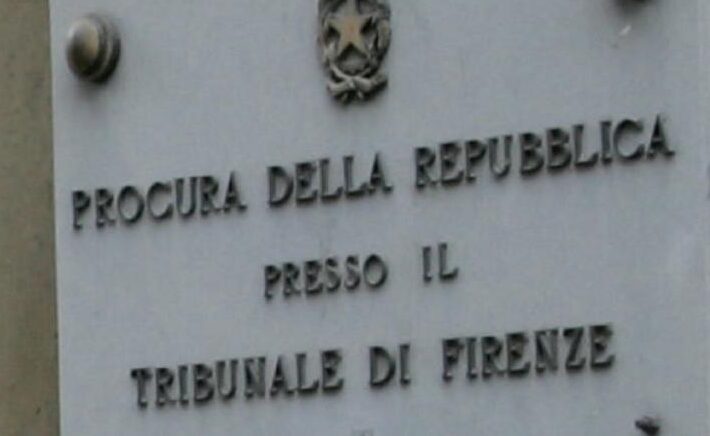 PROCURA DELLA REPUBBLICA
PRESSO IL
TRIBUNALE DI FIRENZE